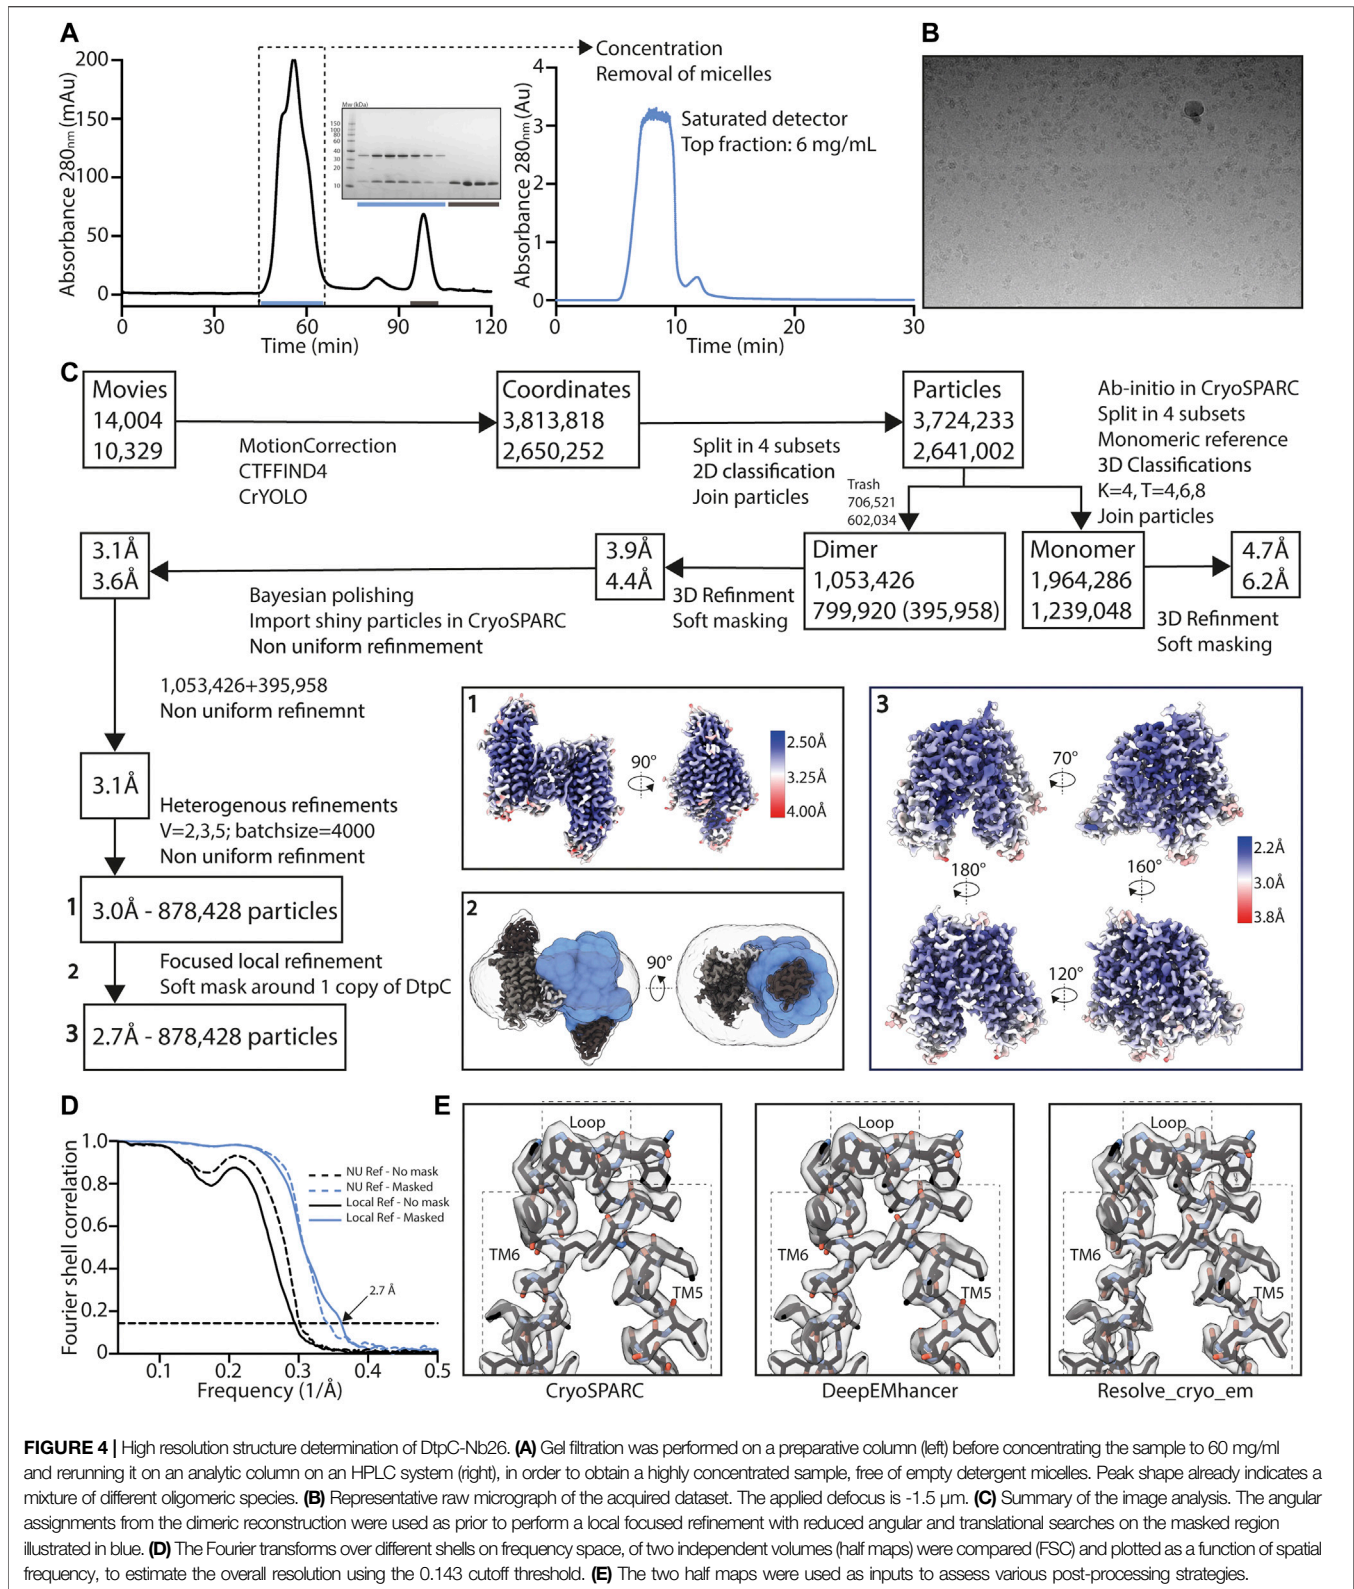 A
Absorbance 280nm (mAu)
200
150
100
50
0
0
30
60
90
120
Time (min)
Mw (kDa)
150
100
80
60
50
40
30
20
10
Concentration
Removal of micelles
Absorbance 280nm (Au)
4
3
2
1
0
0
10
20
30
Time (min)
Saturated detector
Top fraction: 6 mg/mL
B
C
Movies
14,004
10,329
MotionCorrection
CTFFIND4
CrYOLO
Coordinates
3,813,818
2,650,252
Split in 4 subsets
2D classification
Join particles
Particles
3,724,233
2,641,002
Ab-initio in CryoSPARC
Split in 4 subsets
Monomeric reference
3D Classifications
K=4, T=4,6,8
Join particles
Trash
706,521
602,034
Dimer
1,053,426
799,920 (395,958)
Monomer
1,964,286
1,239,048
4.7Å
6.2Å
3D Refinment
Soft masking
3D Refinment
Soft masking
3.9Å
4.4Å
Bayesian polishing
Import shiny particles in CryoSPARC
Non uniform refinmement
3.1Å
3.6Å
1,053,426+395,958
Non uniform refinemnt
3.1Å
Heterogenous refinements
V=2,3,5; batchsize=4000
Non uniform refinment
1
3.0Å - 878,428 particles
2
Focused local refinement
Soft mask around 1 copy of DtpC
3
2.7Å - 878,428 particles
1
90°
2.50Å
3.25Å
4.00Å
2
90°
3
70°
180°
160°
120°
2.2Å
3.0Å
3.8Å
D
Fourier shell correlation
1.0
0.8
0.6
0.4
0.2
0
0.1
0.2
0.3
0.4
0.5
Frequency (1/Å)
NU Ref - No mask
NU Ref - Masked
Local Ref - No mask
Local Ref - Masked
2.7 Å
E
Loop
TM6
TM5
CryoSPARC
Loop
TM6
TM5
DeepEMhancer
Loop
TM6
TM5
Resolve_cryo_em
FIGURE 4 | High resolution structure determination of DtpC-Nb26. (A) Gel filtration was performed on a preparative column (left) before concentrating the sample to 60 mg/ml
and rerunning it on an analytic column on an HPLC system (right), in order to obtain a highly concentrated sample, free of empty detergent micelles. Peak shape already indicates a
mixture of different oligomeric species. (B) Representative raw micrograph of the acquired dataset. The applied defocus is -1.5 µm. (C) Summary of the image analysis. The angular
assignments from the dimeric reconstruction were used as prior to perform a local focused refinement with reduced angular and translational searches on the masked region
illustrated in blue. (D) The Fourier transforms over different shells on frequency space, of two independent volumes (half maps) were compared (FSC) and plotted as a function of spatial
frequency, to estimate the overall resolution using the 0.143 cutoff threshold. (E) The two half maps were used as inputs to assess various post-processing strategies.